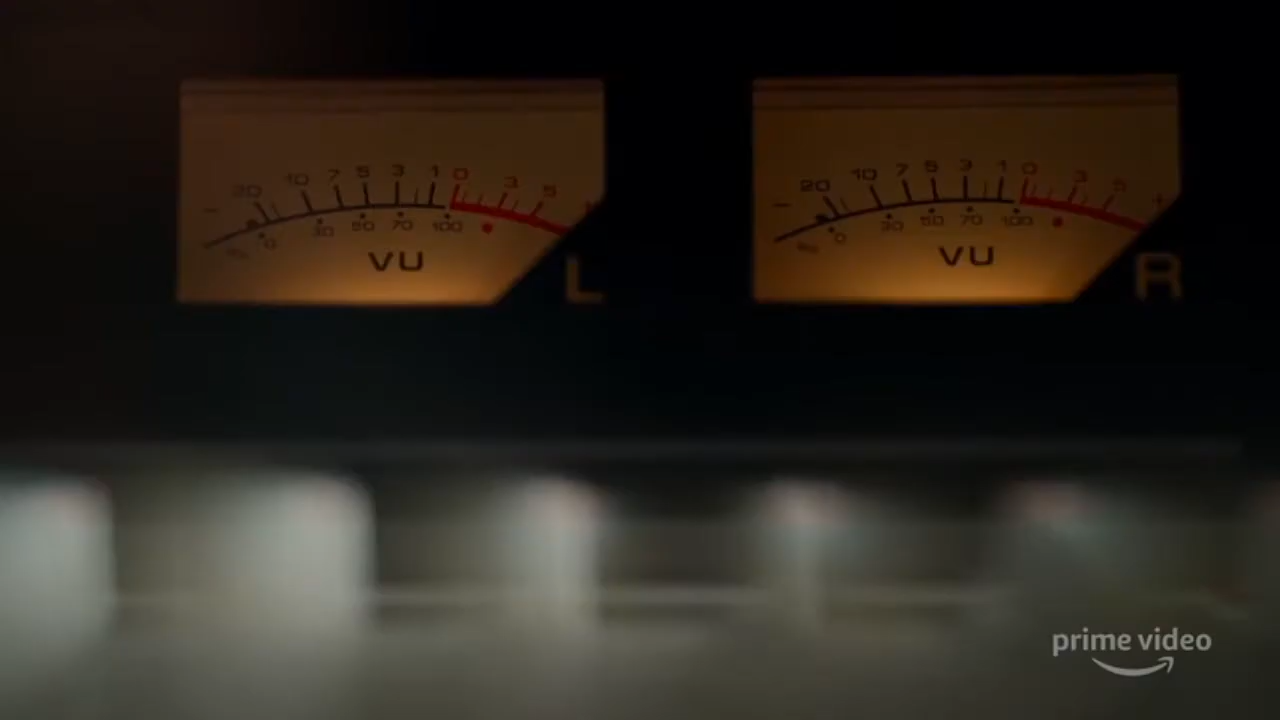 - 20 10 7 5 3 1 0 3 5 +
0 30 50 70 100
VU
L
- 20 10 7 5 3 1 0 3 5 +
0 30 50 70 100
VU
R
prime video